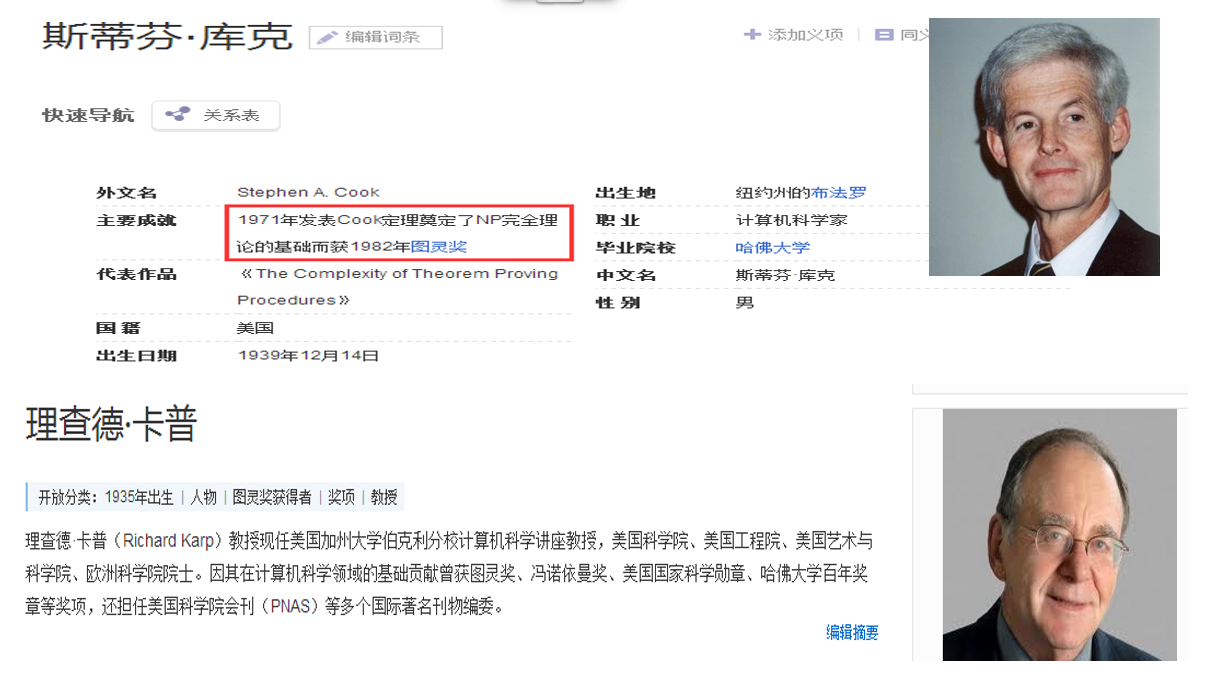 斯蒂芬·库克 编辑词条 添加义项 同义
快速导航 关系表
外文名 Stephen A. Cook
主要成就 1971年发表Cook定理奠定了NP完全理
论的基础而获1982年图灵奖
代表作品 《The Complexity of Theorem Proving
Procedures》
国籍 美国
出生日期 1939年12月14日
出生地 纽约州的布法罗
职业 计算机科学家
毕业院校 哈佛大学
中文名 斯蒂芬·库克
性别 男
理查德·卡普
开放分类：1935年出生 | 人物 | 图灵奖获得者 | 奖项 | 教授
理查德·卡普（Richard Karp）教授现任美国加州大学伯克利分校计算机科学讲座教授，美国科学院、美国工程院、美国艺术与
科学院、欧洲科学院院士。因其在计算机科学领域的基础贡献曾获图灵奖、冯诺依曼奖、美国国家科学勋章、哈佛大学百年奖
章等奖项，还担任美国科学院会刊（PNAS）等多个国际著名刊物编委。
编辑摘要